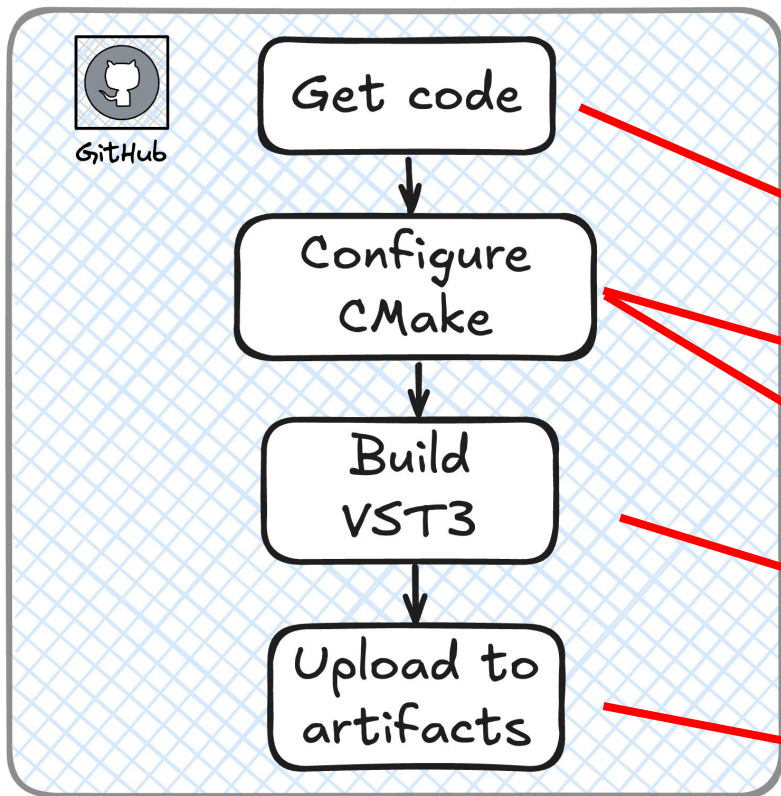 GitHub
Get code
Configure
CMake
Build
VST3
Upload to
artifacts